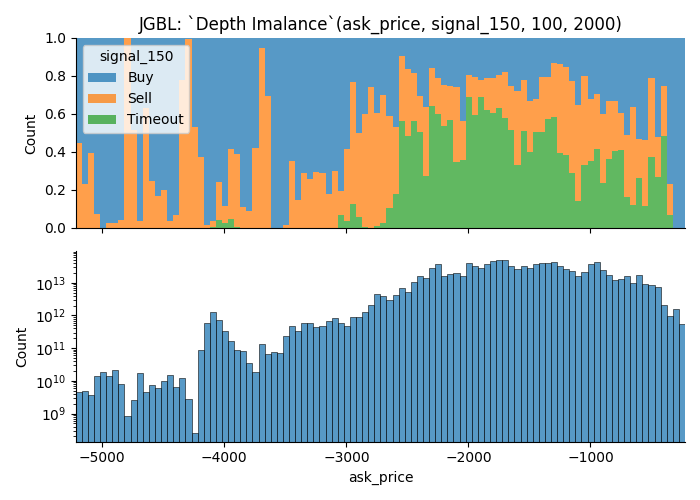 JGBL: `Depth Imalance`(ask_price, signal_150, 100, 2000)
1.0
0.8
0.6
0.4
0.2
0.0
Count
signal_150
Buy
Sell
Timeout
10¹³
10¹²
10¹¹
10¹⁰
10⁹
Count
−5000 −4000 −3000 −2000 −1000
ask_price